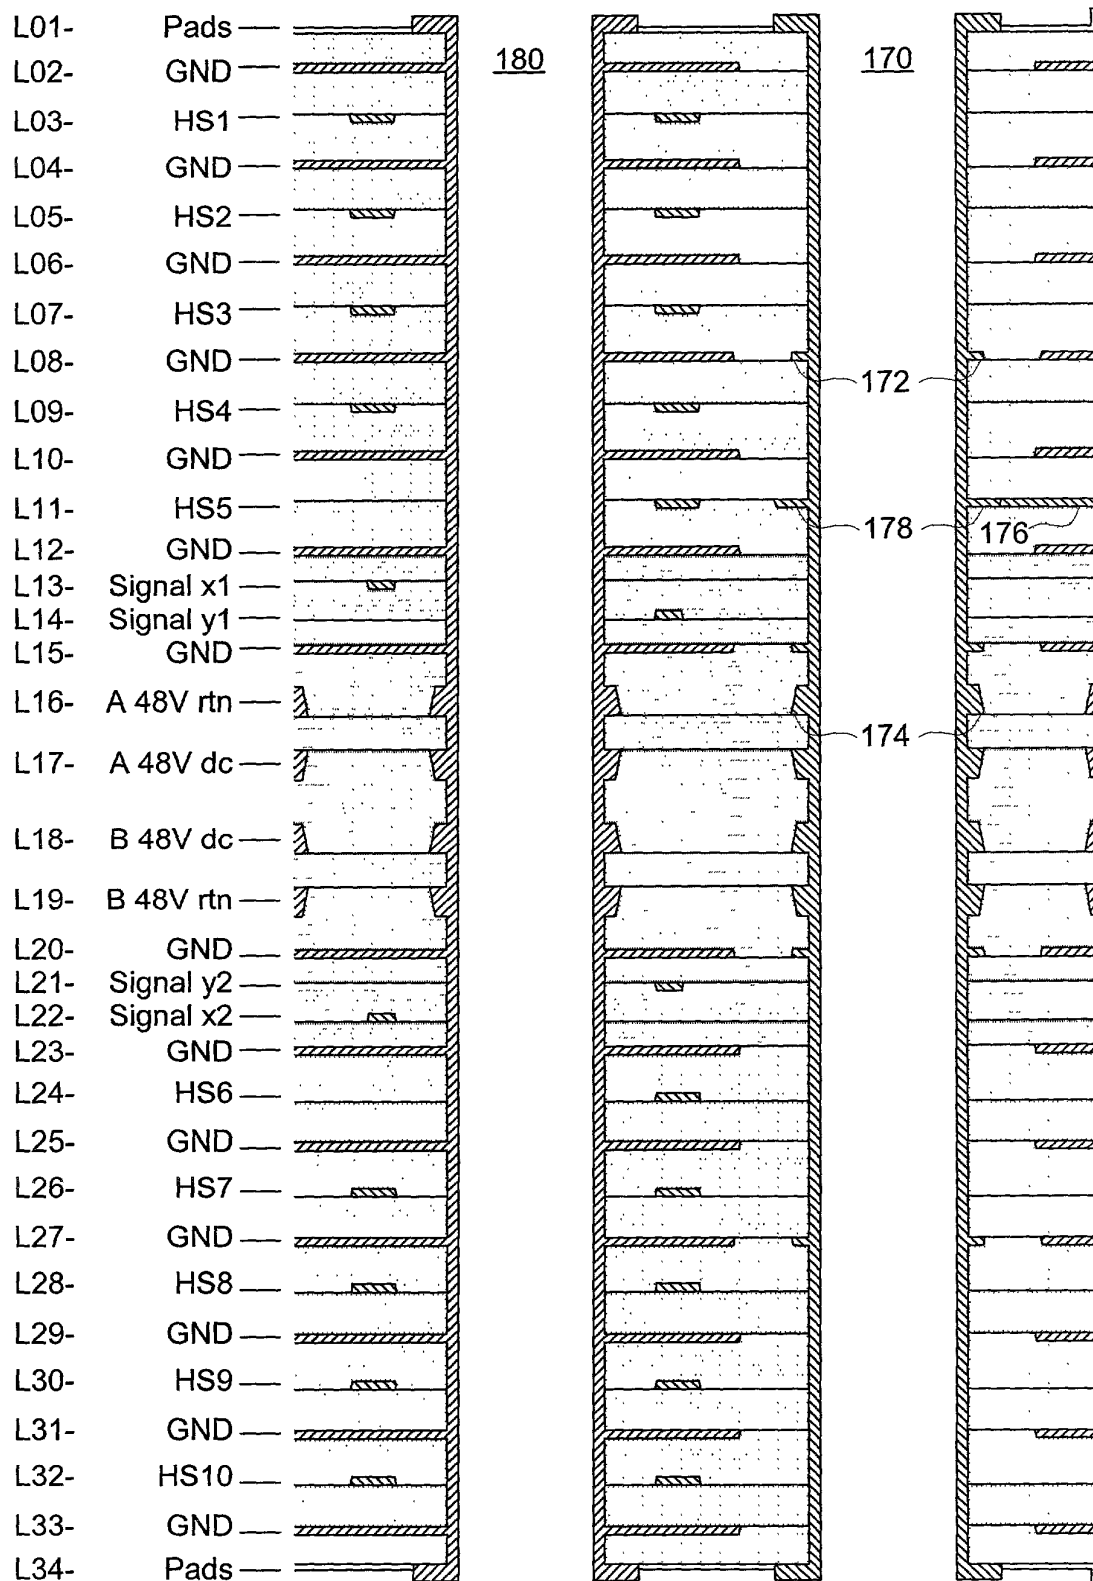 L01- Pads
180
170
L02- GND
L03- HS1
L04- GND
L05- HS2
L06- GND
L07- HS3
L08- GND
172
L09- HS4
L10- GND
L11- HS5
178
176
L12- GND
L13- Signal x1
L14- Signal y1
L15- GND
L16- A 48V rtn
174
L17- A 48V dc
L18- B 48V dc
L19- B 48V rtn
L20- GND
L21- Signal y2
L22- Signal x2
L23- GND
L24- HS6
L25- GND
L26- HS7
L27- GND
L28- HS8
L29- GND
L30- HS9
L31- GND
L32- HS10
L33- GND
L34- Pads